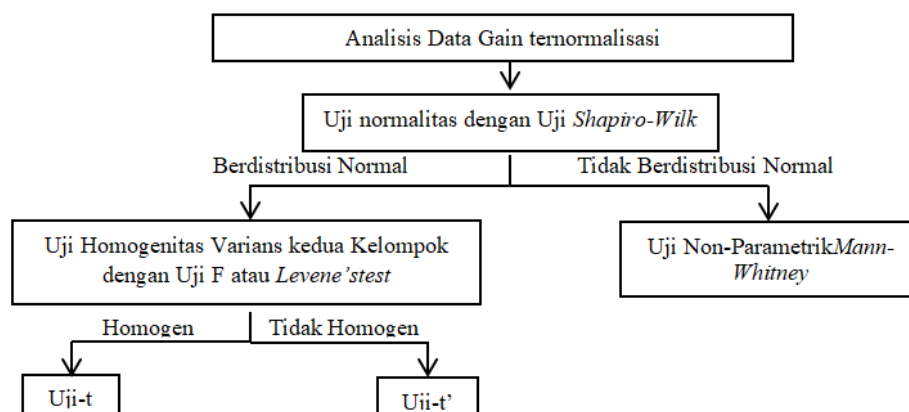 Analisis Data Gain ternormalisasi
Uji normalitas dengan Uji Shapiro-Wilk
Berdistribusi Normal
Tidak Berdistribusi Normal
Uji Homogenitas Varians kedua Kelompok
dengan Uji F atau Levene’stest
Uji Non-ParametrikMann-
Whitney
Homogen
Tidak Homogen
Uji-t
Uji-t’